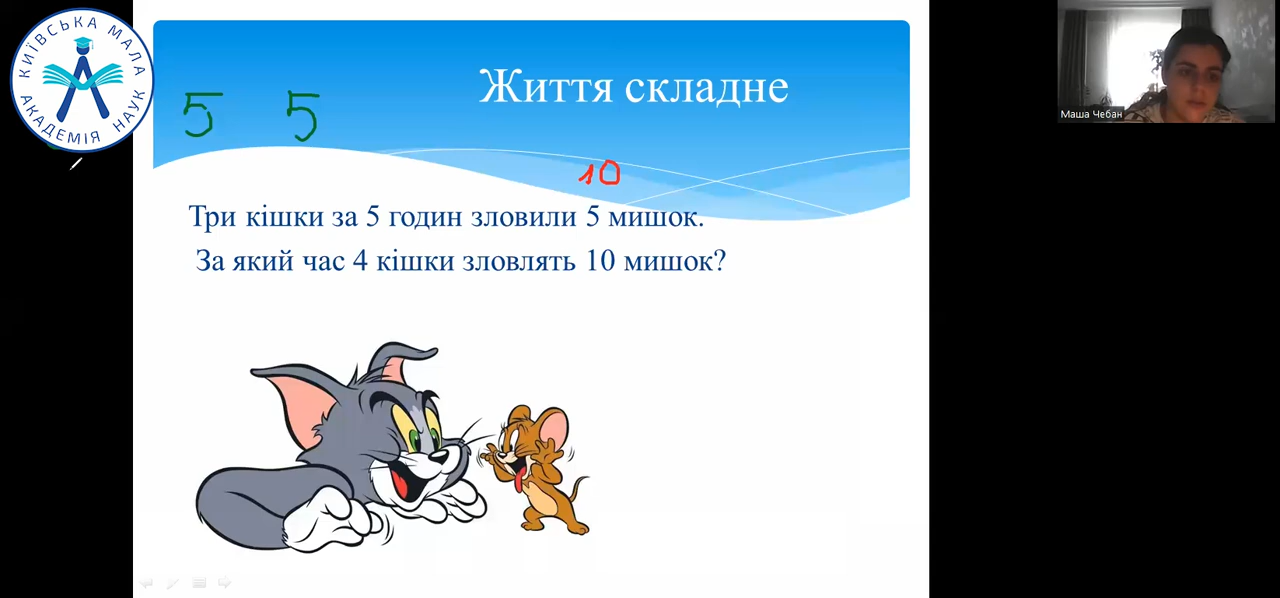 КИЇВСЬКА МАЛА АКАДЕМІЯ НАУК
Життя складне
Маша Чебан
5 5
10
Три кішки за 5 годин зловили 5 мишок.
За який час 4 кішки зловлять 10 мишок?